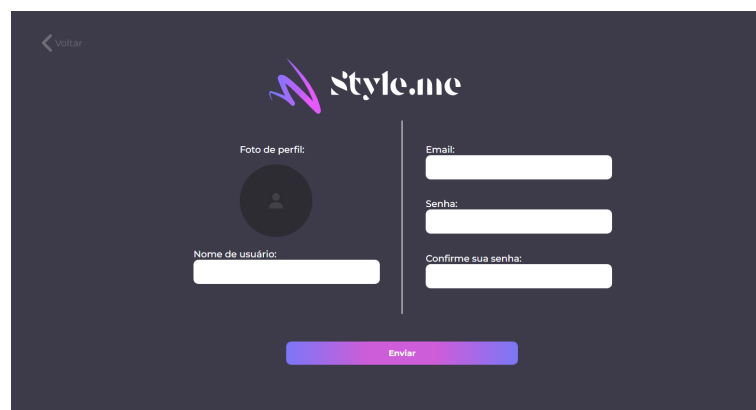 Voltar
Style.me
Foto de perfil:
Nome de usuário:
Email:
Senha:
Confirme sua senha:
Enviar